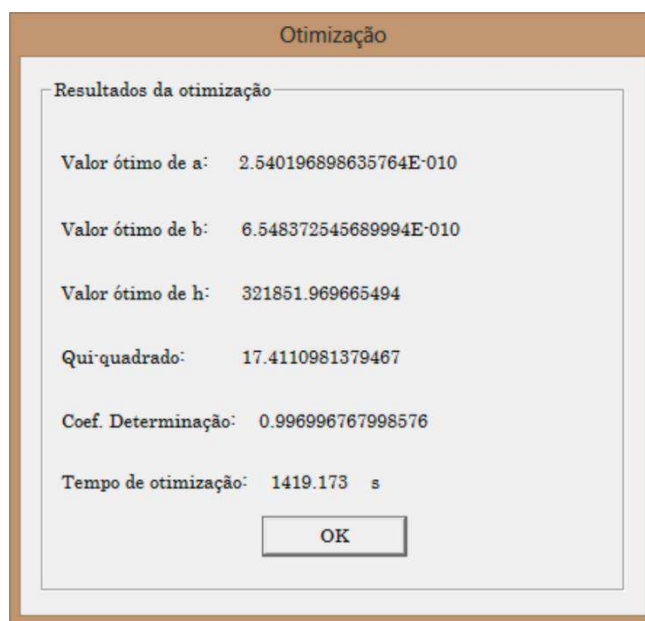 Otimização
Resultados da otimização
Valor ótimo de a: 2.540196898635764E-010
Valor ótimo de b: 6.548372545689994E-010
Valor ótimo de h: 321851.969665494
Qui-quadrado: 17.4110981379467
Coef. Determinação: 0.996996767998576
Tempo de otimização: 1419.173 s
OK